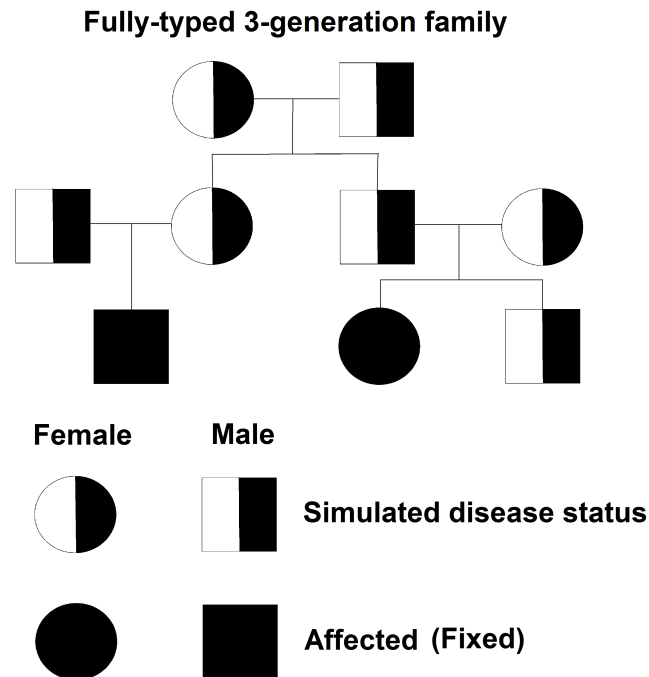 Fully-typed 3-generation family
Female Male
Simulated disease status
Affected (Fixed)